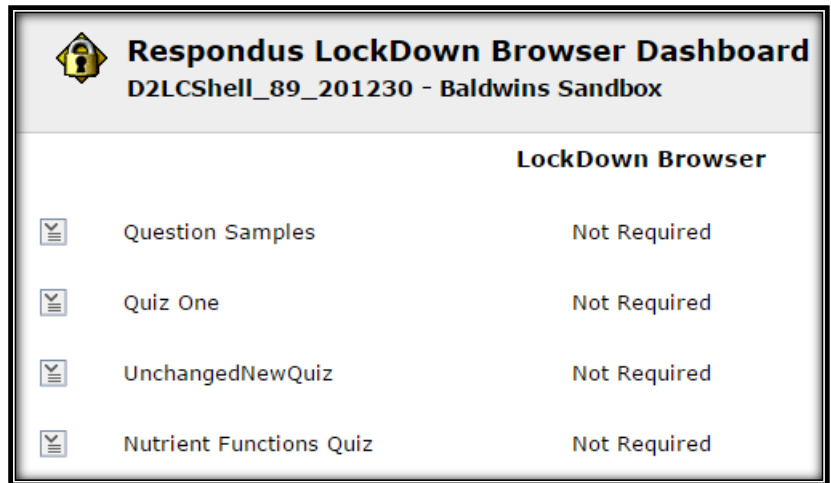 Respondus LockDown Browser Dashboard
D2LCShell_89_201230 - Baldwins Sandbox
LockDown Browser
Question Samples Not Required
Quiz One Not Required
UnchangedNewQuiz Not Required
Nutrient Functions Quiz Not Required